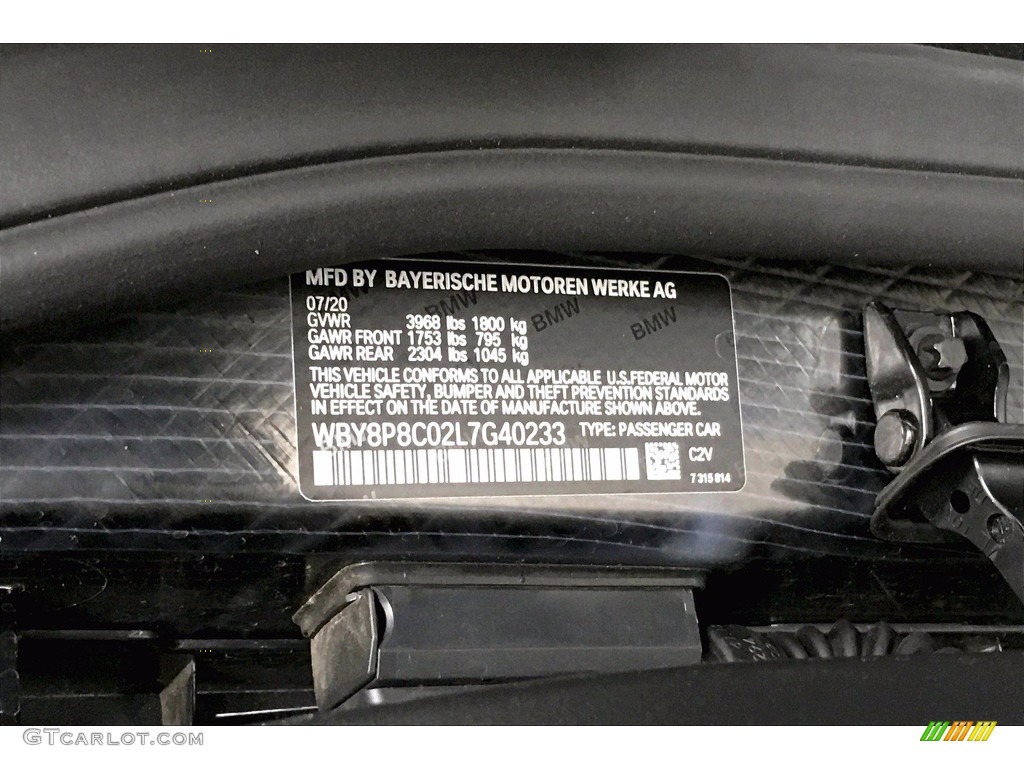 MFD BY BAYERISCHE MOTOREN WERKE AG
07/20
GVWR 3968 lbs 1800 kg
GAWR FRONT 1753 lbs 795 kg
GAWR REAR 2304 lbs 1045 kg
BMW BMW BMW
THIS VEHICLE CONFORMS TO ALL APPLICABLE U.S.FEDERAL MOTOR
VEHICLE SAFETY, BUMPER AND THEFT PREVENTION STANDARDS
IN EFFECT ON THE DATE OF MANUFACTURE SHOWN ABOVE.
WBY8P8C02L7G40233 TYPE: PASSENGER CAR
C2V
7 315 814
GTCARLOT.COM